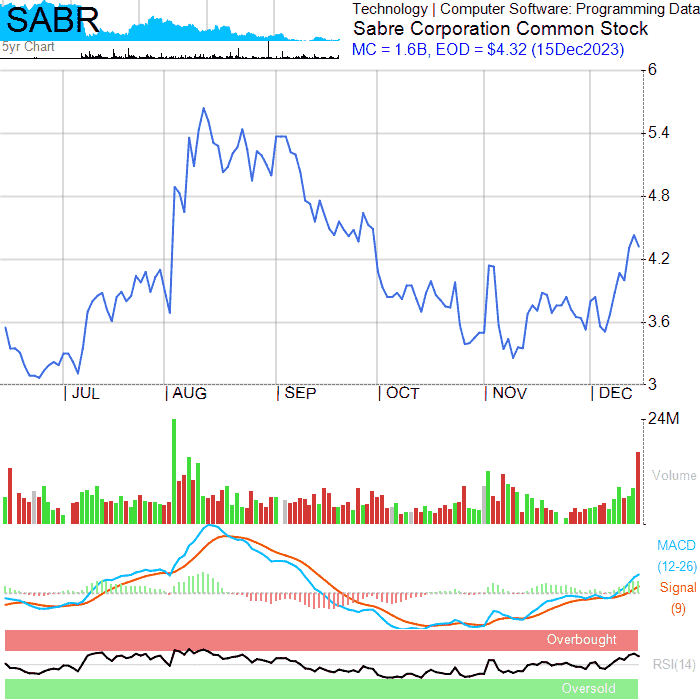 SABR
Technology | Computer Software: Programming Data
Sabre Corporation Common Stock
MC = 1.6B, EOD = $4.32 (15Dec2023)
5yr Chart
6
5.4
4.8
4.2
3.6
3
| JUL | AUG | SEP | OCT | NOV | DEC
24M
Volume
MACD
(12-26)
Signal
(9)
Overbought
RSI(14)
Oversold